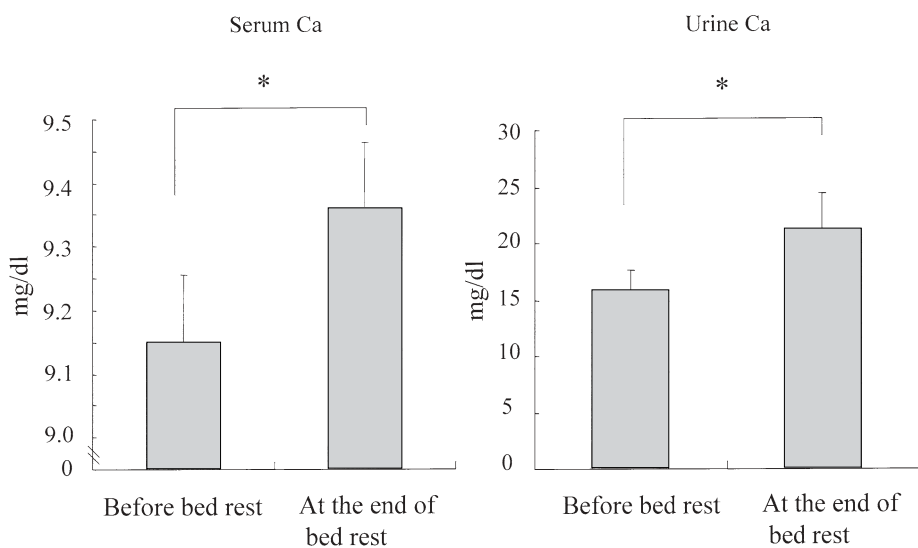 Serum Ca
*
9.5
9.4
9.3
9.2
9.1
9.0
0
mg/dl
Before bed rest
At the end of
bed rest
Urine Ca
*
30
25
20
15
10
5
0
mg/dl
Before bed rest
At the end of
bed rest